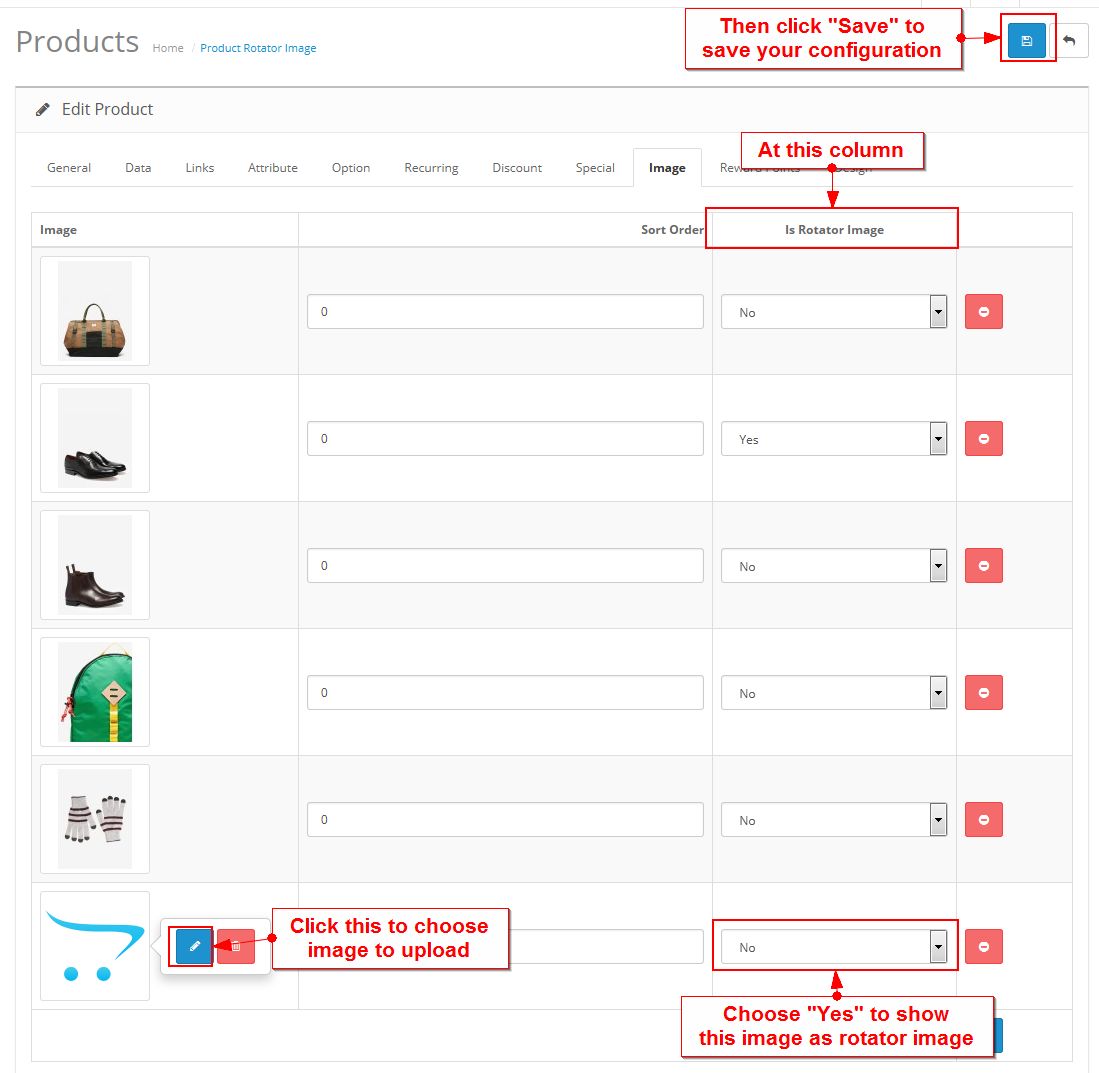 Then click "Save" to
save your configuration
Products
Home / Product Rotator Image
Edit Product
At this column
General Data Links Attribute Option Recurring Discount Special Image Reward Points Design
Image Sort Order Is Rotator Image
0 No
0 Yes
0 No
0 No
0 No
Click this to choose
image to upload
No
Choose "Yes" to show
this image as rotator image